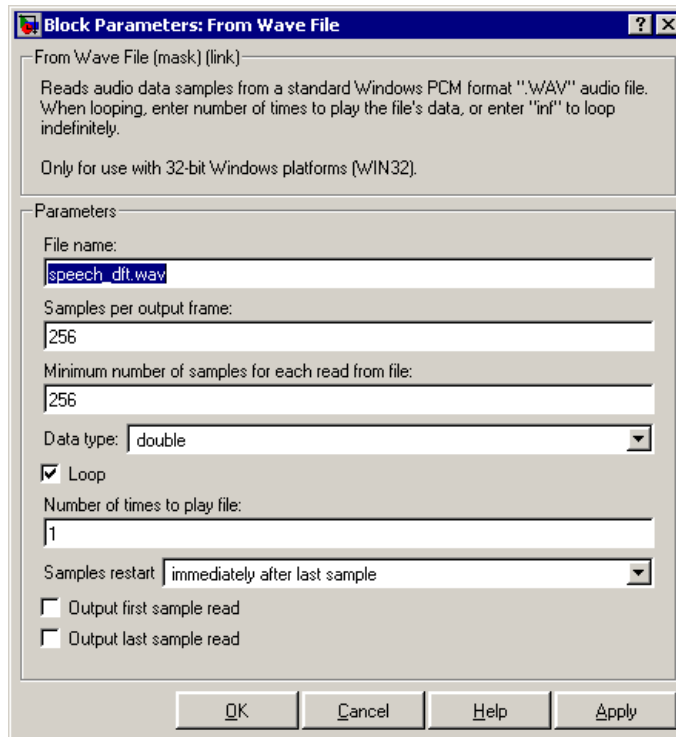 Block Parameters: From Wave File
From Wave File (mask) (link)
Reads audio data samples from a standard Windows PCM format ".WAV" audio file.
When looping, enter number of times to play the file's data, or enter "inf" to loop
indefinitely.
Only for use with 32-bit Windows platforms (WIN32).
Parameters
File name:
speech_dft.wav
Samples per output frame:
256
Minimum number of samples for each read from file:
256
Data type: double
Loop
Number of times to play file:
1
Samples restart immediately after last sample
Output first sample read
Output last sample read
OK Cancel Help Apply